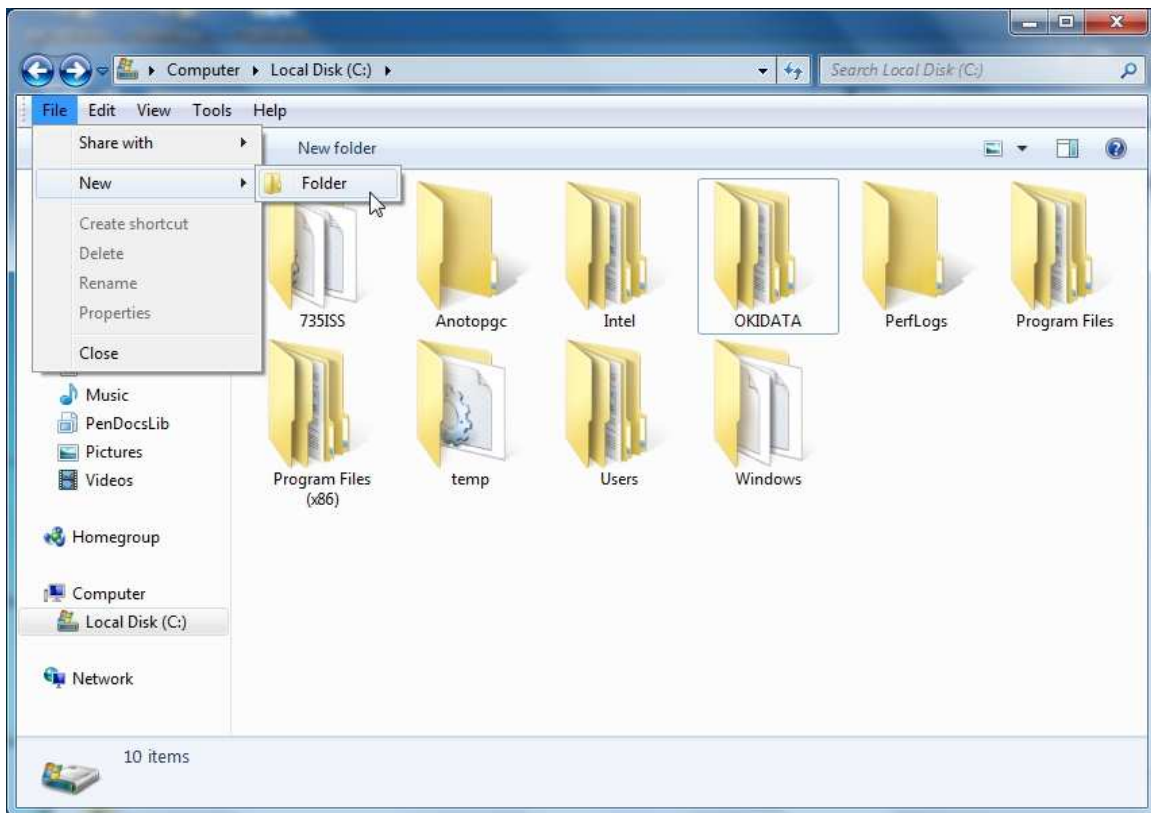 Computer Local Disk (C:) Search Local Disk (C:)
File Edit View Tools Help
Share with New folder
New Folder
Create shortcut
Delete
Rename
Properties
Close
735ISS Anotopgc Intel OKIDATA PerfLogs Program Files
Music
PenDocsLib
Pictures
Videos
Program Files
(x86)
temp Users Windows
Homegroup
Computer
Local Disk (C:)
Network
10 items